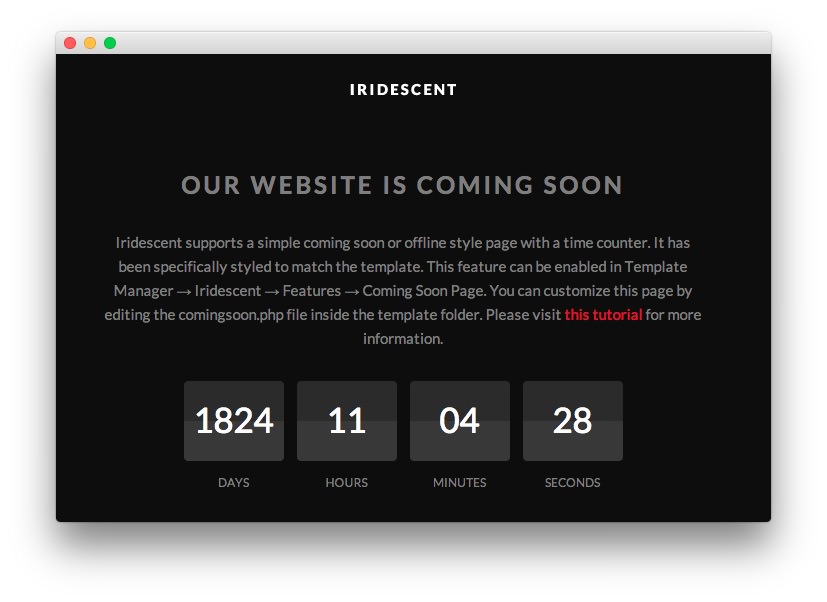 IRIDESCENT
OUR WEBSITE IS COMING SOON
Iridescent supports a simple coming soon or offline style page with a time counter. It has
been specifically styled to match the template. This feature can be enabled in Template
Manager → Iridescent → Features → Coming Soon Page. You can customize this page by
editing the comingsoon.php file inside the template folder. Please visit this tutorial for more
information.
1824 11 04 28
DAYS HOURS MINUTES SECONDS